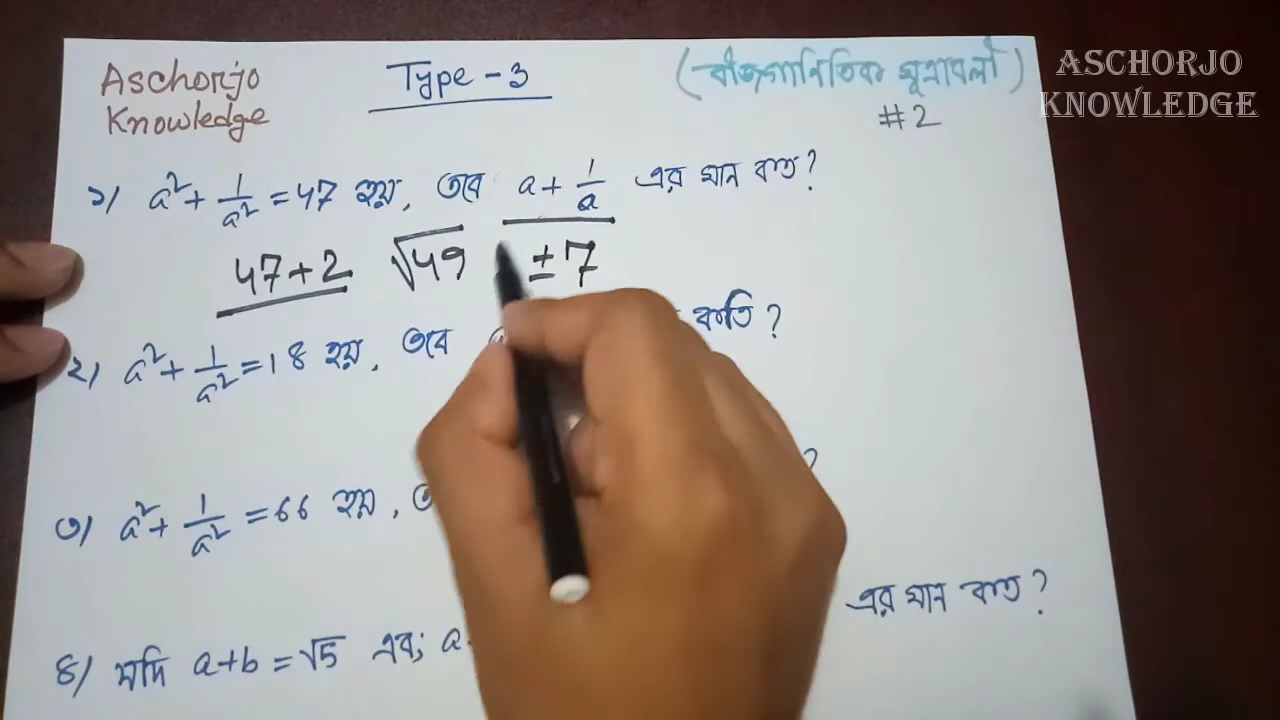 Aschorjo Knowledge
Type - 3
(বীজগাণিতিক সূত্রাবলী)
#2
ASCHORJO KNOWLEDGE
১) a² + 1/a² = 47 হয়, তবে a + 1/a এর মান কত?
47+2 √49 ±7
২) a² + 1/a² = 18 হয়, তবে কতি?
৩) a² + 1/a² = 66 হয়, ?
৪) যদি a+b = √5 এবং a এর মান কত?